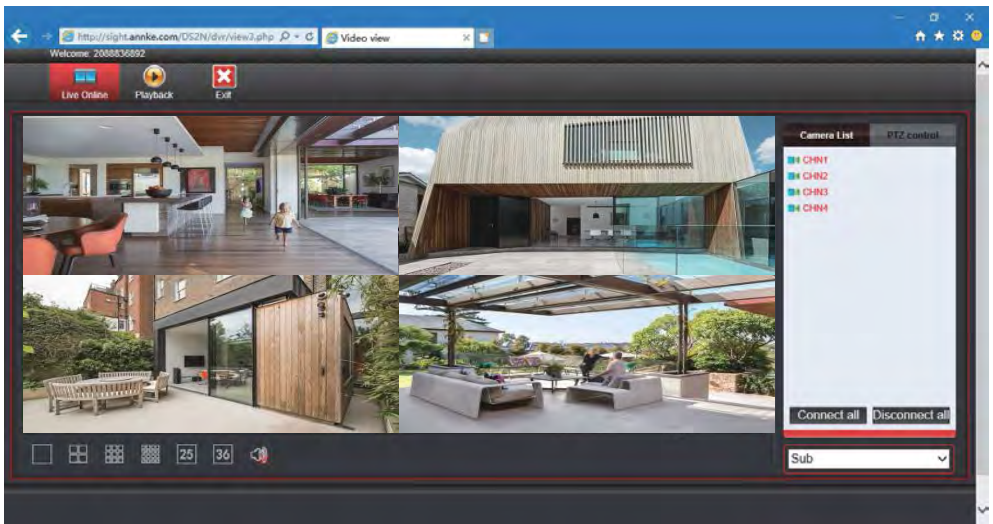 http://sight.annke.com/DS2N/dvr/view3.php
Video view
Welcome: 2088836892
Live Online
Playback
Exit
Camera List
PTZ control
CHN1
CHN2
CHN3
CHN4
Connect all
Disconnect all
25
36
Sub